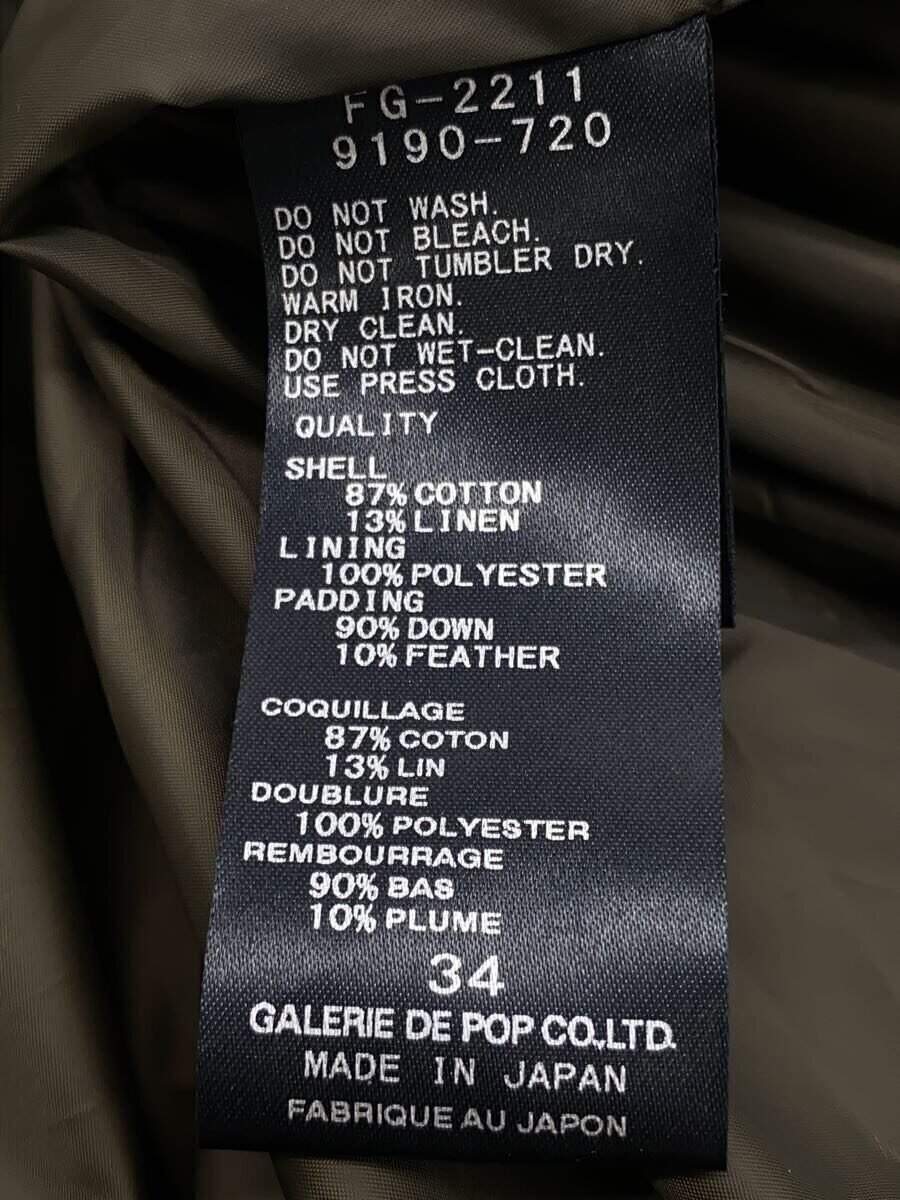 FG-2211
9190-720
DO NOT WASH.
DO NOT BLEACH.
DO NOT TUMBLER DRY.
WARM IRON.
DRY CLEAN.
DO NOT WET-CLEAN.
USE PRESS CLOTH.
QUALITY
SHELL
87% COTTON
13% LINEN
LINING
100% POLYESTER
PADDING
90% DOWN
10% FEATHER
COQUILLAGE
87% COTON
13% LIN
DOUBLURE
100% POLYESTER
REMBOURRAGE
90% BAS
10% PLUME
34
GALERIE DE POP CO.,LTD.
MADE IN JAPAN
FABRIQUE AU JAPON